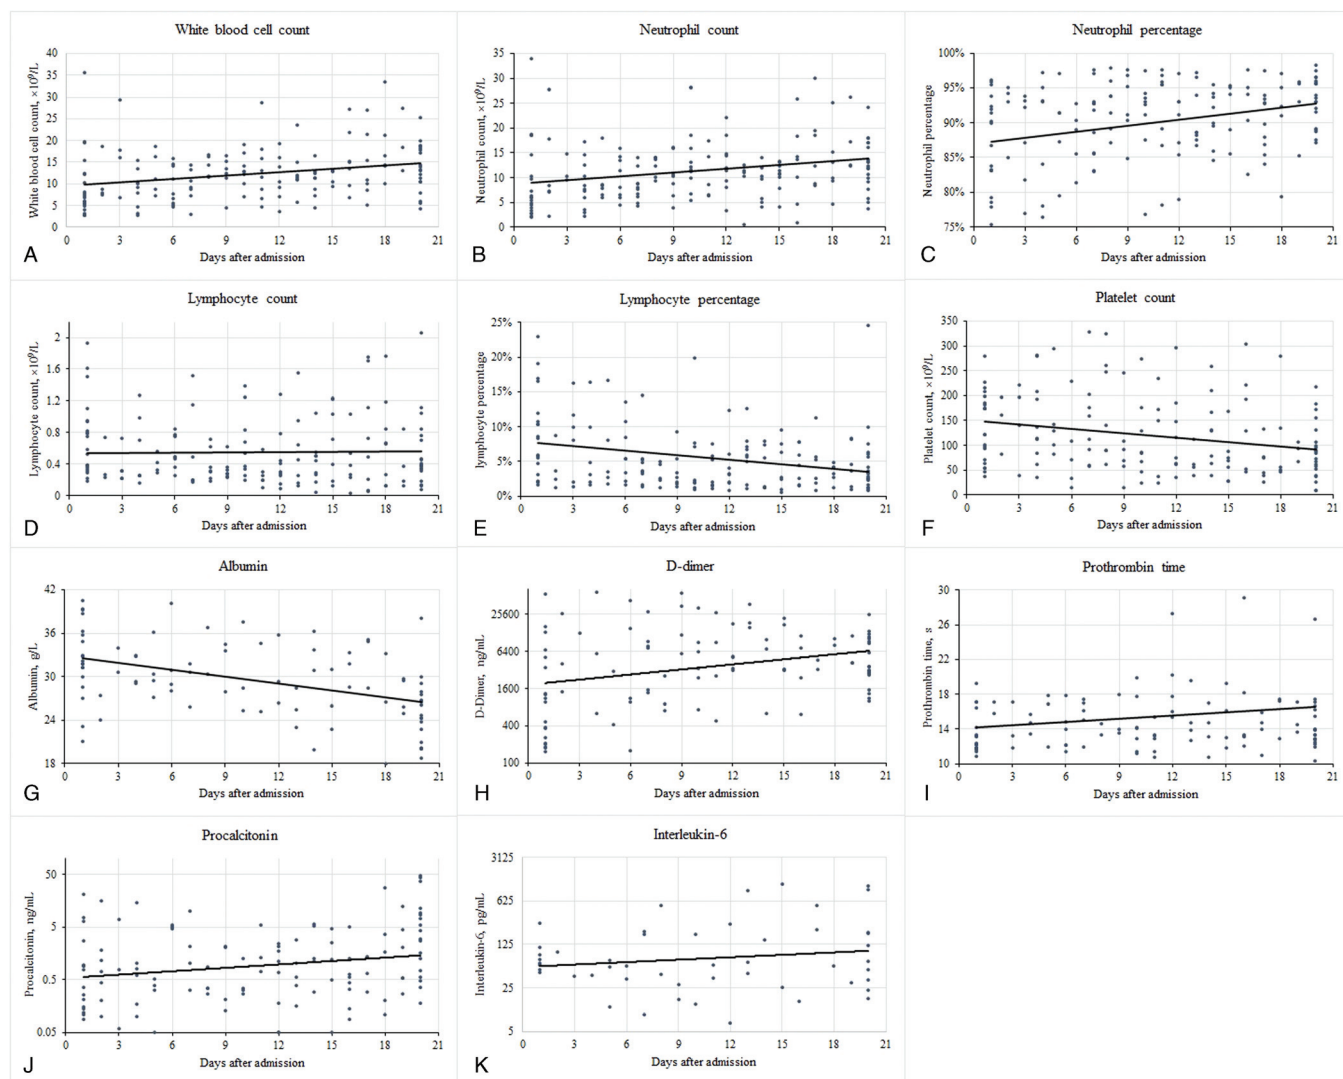 White blood cell count
White blood cell count, ×10⁹/L
40
35
30
25
20
15
10
5
0
0 3 6 9 12 15 18 21
Days after admission
A
Neutrophil count
Neutrophil count, ×10⁹/L
35
30
25
20
15
10
5
0
0 3 6 9 12 15 18 21
Days after admission
B
Neutrophil percentage
Neutrophil percentage
100%
95%
90%
85%
80%
75%
0 3 6 9 12 15 18 21
Days after admission
C
Lymphocyte count
Lymphocyte count, ×10⁹/L
2
1.6
1.2
0.8
0.4
0
0 3 6 9 12 15 18 21
Days after admission
D
Lymphocyte percentage
lymphocyte percentage
25%
20%
15%
10%
5%
0%
0 3 6 9 12 15 18 21
Days after admission
E
Platelet count
Platelet count, ×10⁹/L
350
300
250
200
150
100
50
0
0 3 6 9 12 15 18 21
Days after admission
F
Albumin
Albumin, g/L
42
36
30
24
18
0 3 6 9 12 15 18 21
Days after admission
G
D-dimer
D-Dimer, ng/mL
25600
6400
1600
400
100
0 3 6 9 12 15 18 21
Days after admission
H
Prothrombin time
Prothrombin time, s
30
26
22
18
14
10
0 3 6 9 12 15 18 21
Days after admission
I
Procalcitonin
Procalcitonin, ng/mL
50
5
0.5
0.05
0 3 6 9 12 15 18 21
Days after admission
J
Interleukin-6
Interleukin-6, pg/mL
3125
625
125
25
5
0 3 6 9 12 15 18 21
Days after admission
K